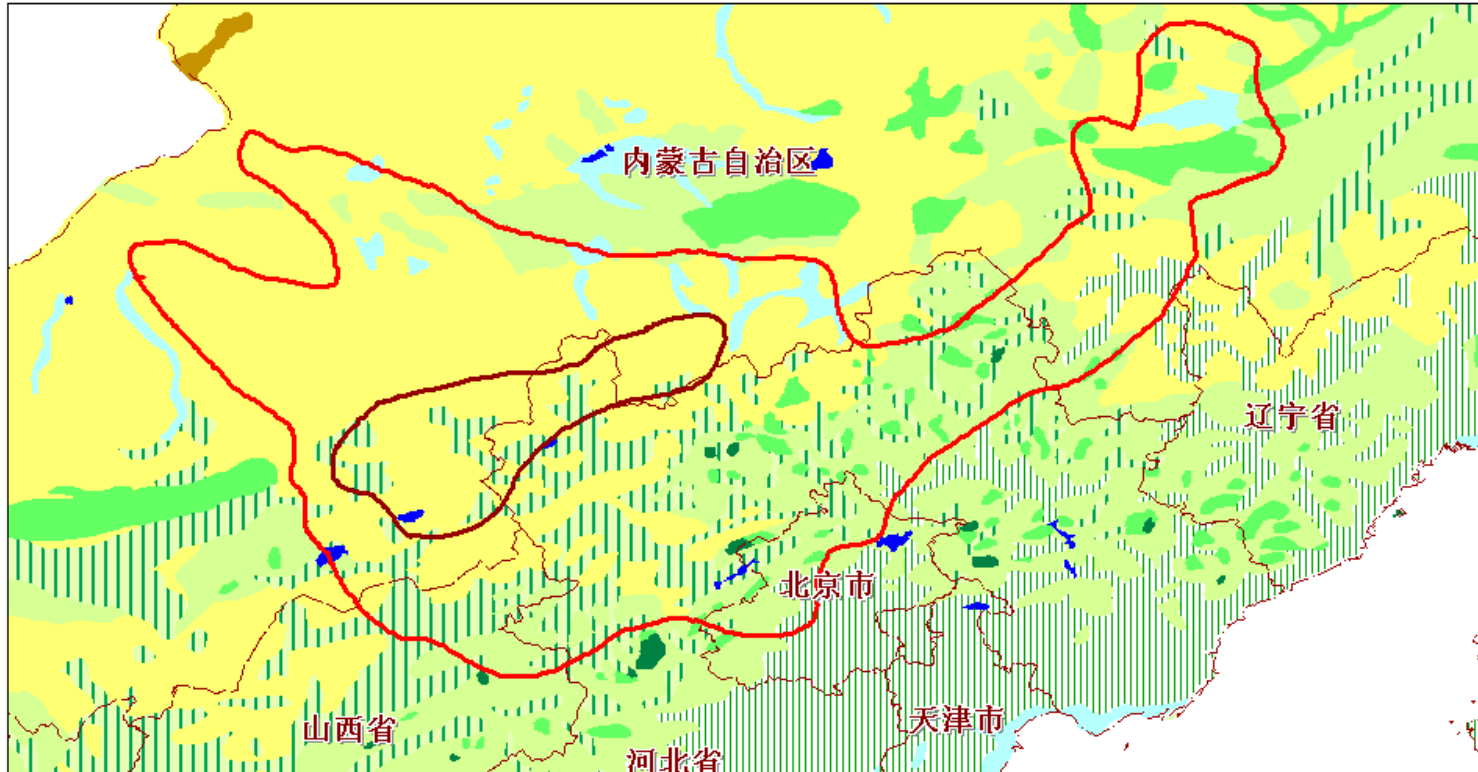 内蒙古自治区
辽宁省
北京市
天津市
山西省
河北省